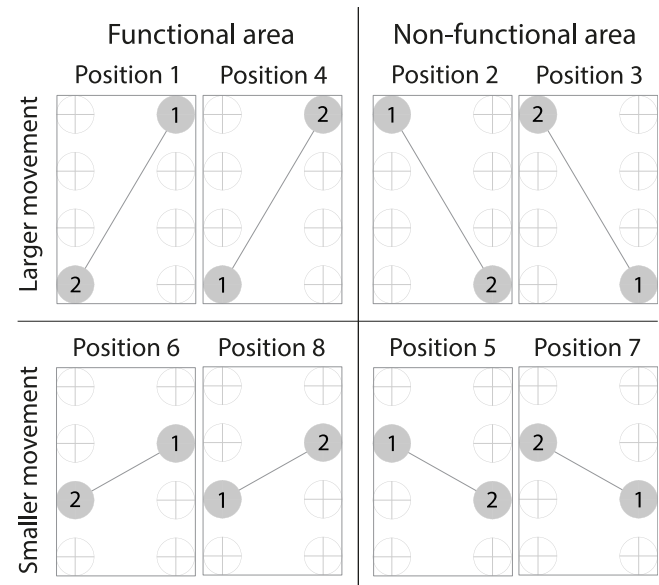 Functional area
Non-functional area
Position 1
Position 4
Position 2
Position 3
Larger movement
1
2
1
2
2
1
2
1
Position 6
Position 8
Position 5
Position 7
Smaller movement
1
2
1
2
2
1
2
1